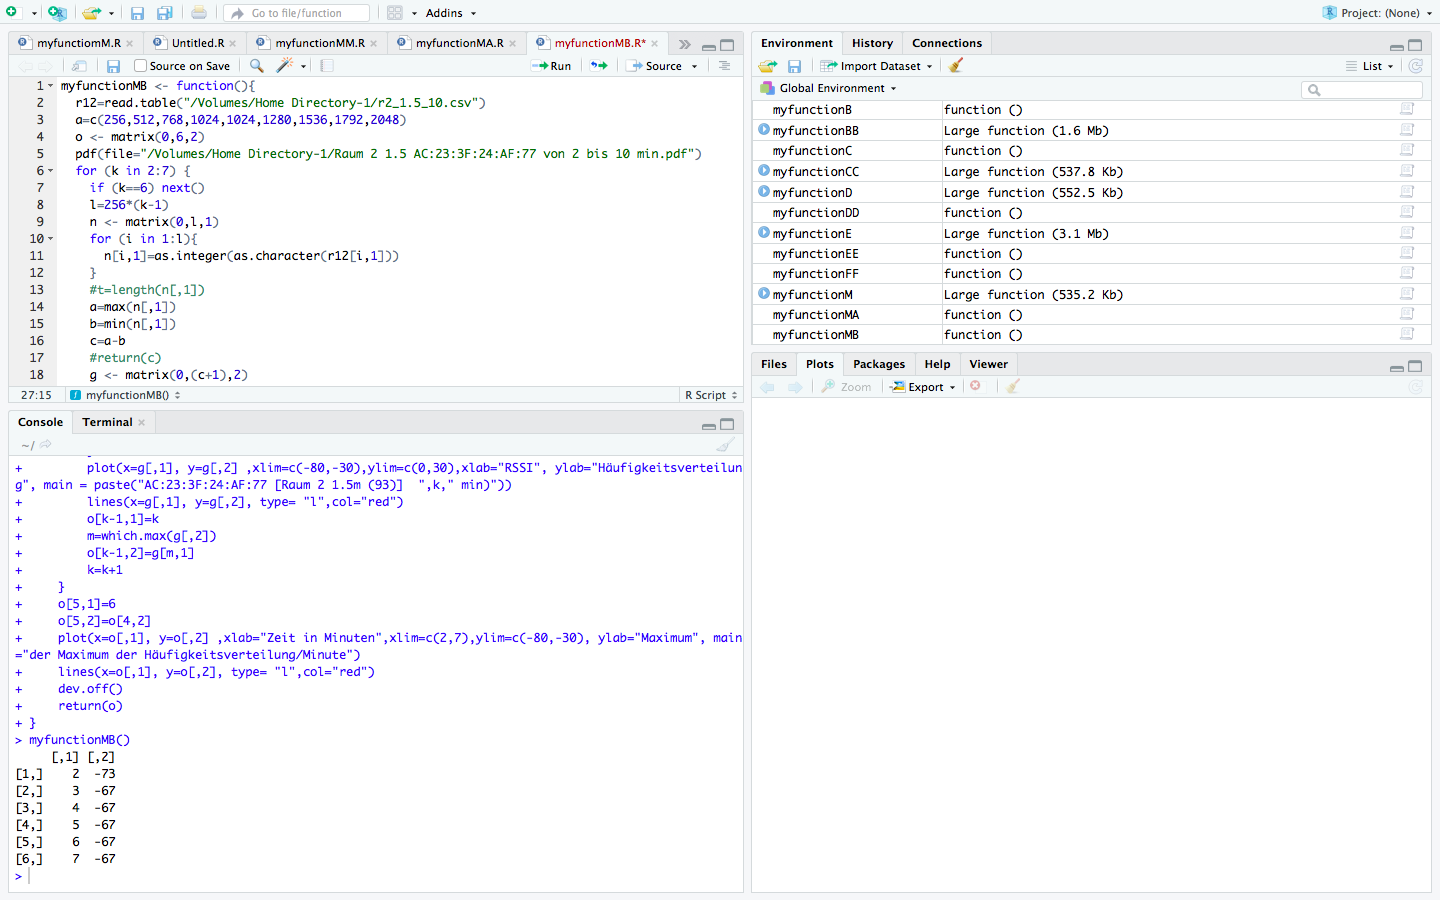 Go to file/function
Addins
Project: (None)
myfunctiomM.R
Untitled.R
myfunctionMM.R
myfunctionMA.R
myfunctionMB.R*
Source on Save
Run
Source
1 myfunctionMB <- function(){
2 r12=read.table("/Volumes/Home Directory-1/r2_1.5_10.csv")
3 a=c(256,512,768,1024,1024,1280,1536,1792,2048)
4 o <- matrix(0,6,2)
5 pdf(file="/Volumes/Home Directory-1/Raum 2 1.5 AC:23:3F:24:AF:77 von 2 bis 10 min.pdf")
6 for (k in 2:7) {
7 if (k==6) next()
8 l=256*(k-1)
9 n <- matrix(0,l,1)
10 for (i in 1:l){
11 n[i,1]=as.integer(as.character(r12[i,1]))
12 }
13 #t=length(n[,1])
14 a=max(n[,1])
15 b=min(n[,1])
16 c=a-b
17 #return(c)
18 g <- matrix(0,(c+1),2)
27:15 myfunctionMB() R Script
Console Terminal
~/
+ plot(x=g[,1], y=g[,2] ,xlim=c(-80,-30),ylim=c(0,30),xlab="RSSI", ylab="Häufigkeitsverteilun
g", main = paste("AC:23:3F:24:AF:77 [Raum 2 1.5m (93)]  ",k," min)"))
+ lines(x=g[,1], y=g[,2], type= "l",col="red")
+ o[k-1,1]=k
+ m=which.max(g[,2])
+ o[k-1,2]=g[m,1]
+ k=k+1
+ }
+ o[5,1]=6
+ o[5,2]=o[4,2]
+ plot(x=o[,1], y=o[,2] ,xlab="Zeit in Minuten",xlim=c(2,7),ylim=c(-80,-30), ylab="Maximum", main
="der Maximum der Häufigkeitsverteilung/Minute")
+ lines(x=o[,1], y=o[,2], type= "l",col="red")
+ dev.off()
+ return(o)
+ }
> myfunctionMB()
[,1] [,2]
[1,] 2 -73
[2,] 3 -67
[3,] 4 -67
[4,] 5 -67
[5,] 6 -67
[6,] 7 -67
>
Environment History Connections
Import Dataset
List
Global Environment
myfunctionB function ()
myfunctionBB Large function (1.6 Mb)
myfunctionC function ()
myfunctionCC Large function (537.8 Kb)
myfunctionD Large function (552.5 Kb)
myfunctionDD function ()
myfunctionE Large function (3.1 Mb)
myfunctionEE function ()
myfunctionFF function ()
myfunctionM Large function (535.2 Kb)
myfunctionMA function ()
myfunctionMB function ()
Files Plots Packages Help Viewer
Zoom
Export